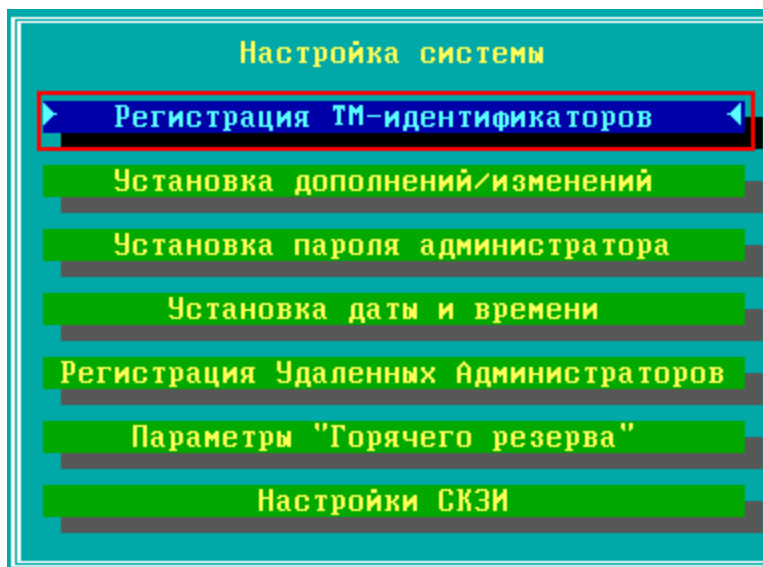 Настройка системы
Регистрация ТМ-идентификаторов
Установка дополнений/изменений
Установка пароля администратора
Установка даты и времени
Регистрация Удаленных Администраторов
Параметры "Горячего резерва"
Настройки СКЗИ